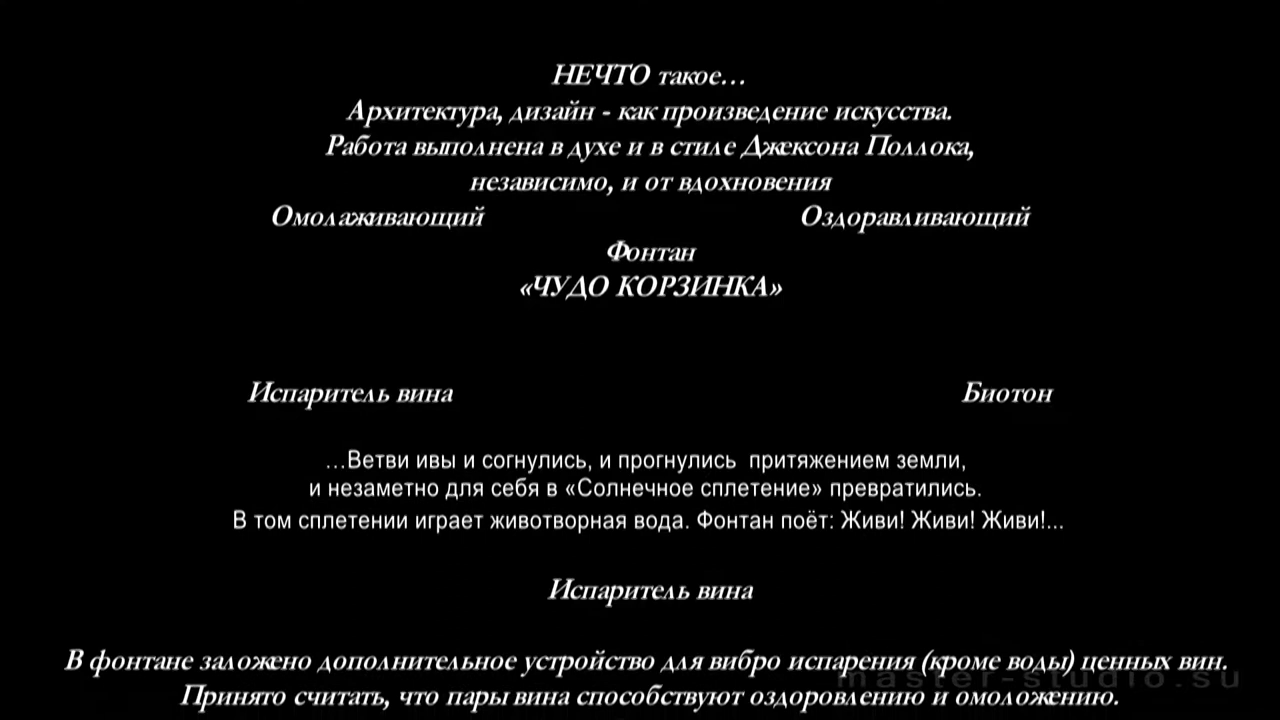 НЕЧТО такое...
Архитектура, дизайн - как произведение искусства.
Работа выполнена в духе и в стиле Джексона Поллока,
независимо, и от вдохновения
Омолаживающий Оздоравливающий
Фонтан
«ЧУДО КОРЗИНКА»
Испаритель вина Биотон
...Ветви ивы и согнулись, и прогнулись притяжением земли,
и незаметно для себя в «Солнечное сплетение» превратились.
В том сплетении играет животворная вода. Фонтан поёт: Живи! Живи! Живи!...
Испаритель вина
В фонтане заложено дополнительное устройство для вибро испарения (кроме воды) ценных вин.
master-studio.su
Принято считать, что пары вина способствуют оздоровлению и омоложению.